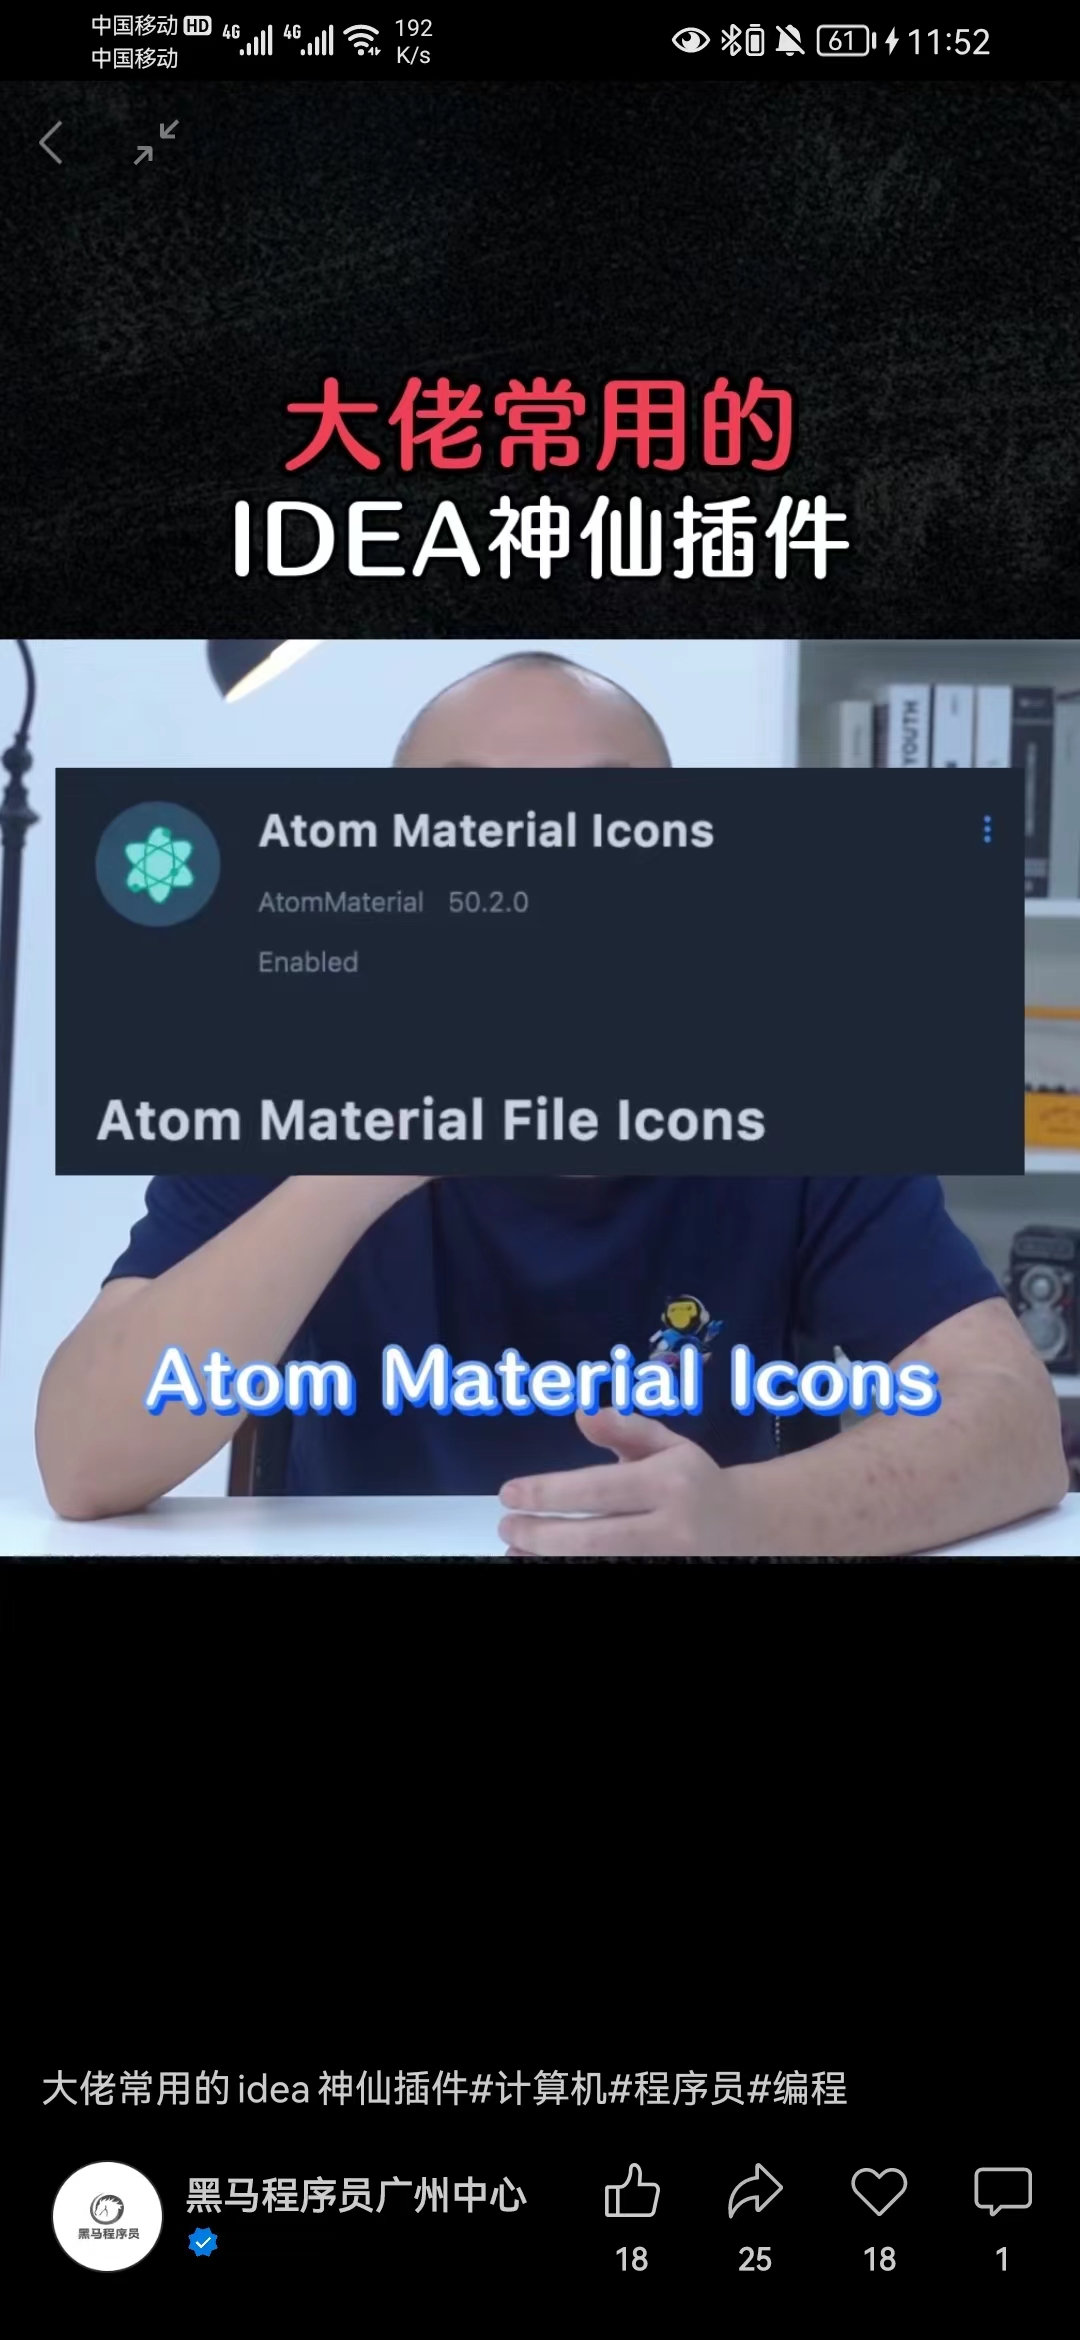 中国移动 HD 4G 4G 192 K/s 61 11:52
中国移动
大佬常用的
IDEA神仙插件
YOUTH
Atom Material Icons
AtomMaterial 50.2.0
Enabled
Atom Material File Icons
Atom Material Icons
大佬常用的idea神仙插件#计算机#程序员#编程
黑马程序员
黑马程序员广州中心
18 25 18 1